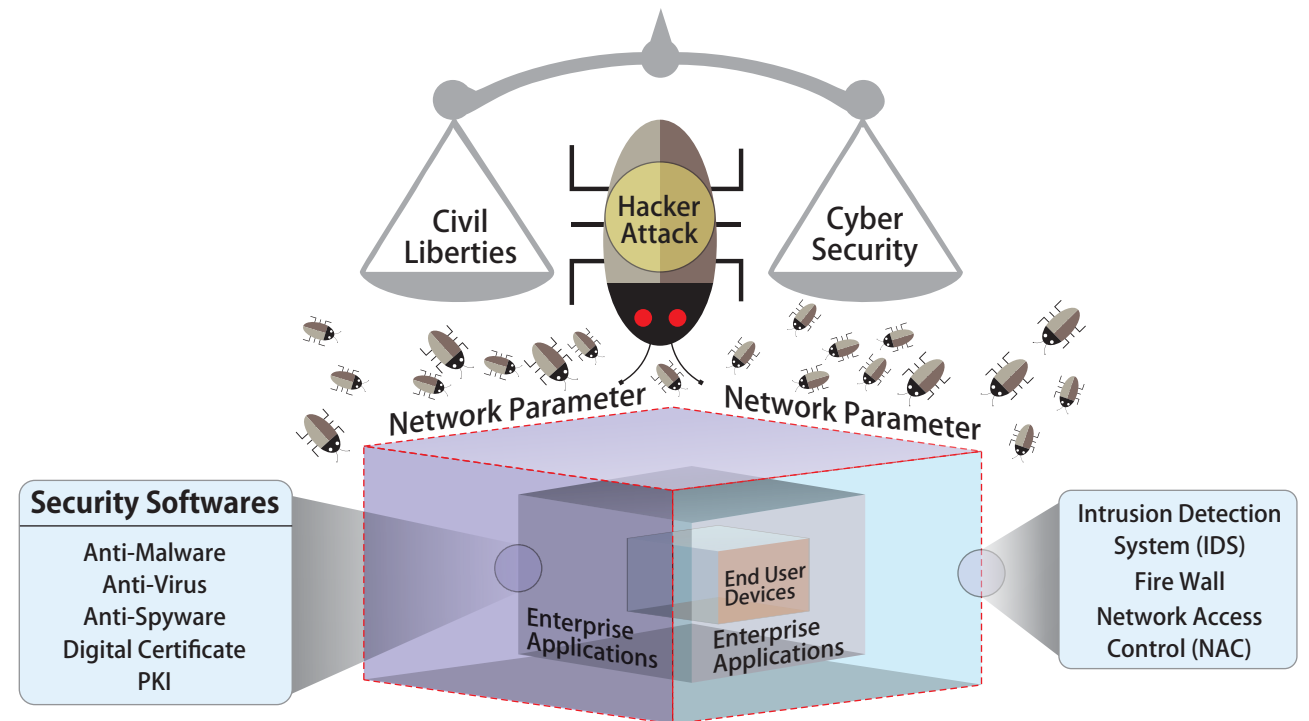 Civil
Liberties
Hacker
Attack
Cyber
Security
Network Parameter
Network Parameter
Security Softwares
Anti-Malware
Anti-Virus
Anti-Spyware
Digital Certificate
PKI
End User
Devices
Enterprise
Applications
Enterprise
Applications
Intrusion Detection
System (IDS)
Fire Wall
Network Access
Control (NAC)